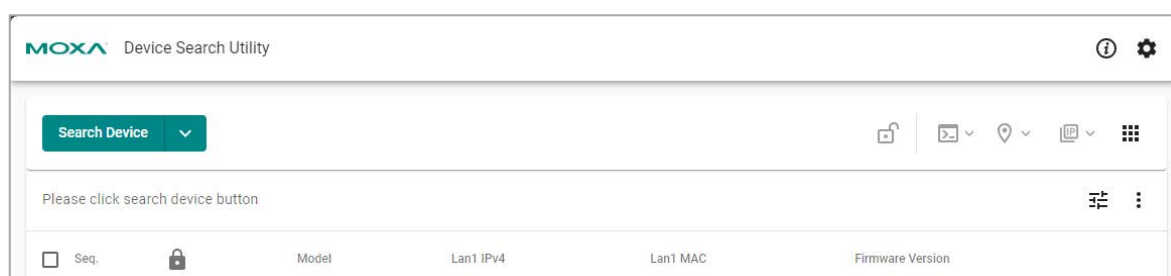 MOXA Device Search Utility
Search Device
IP
Please click search device button
Seq. Model Lan1 IPv4 Lan1 MAC Firmware Version